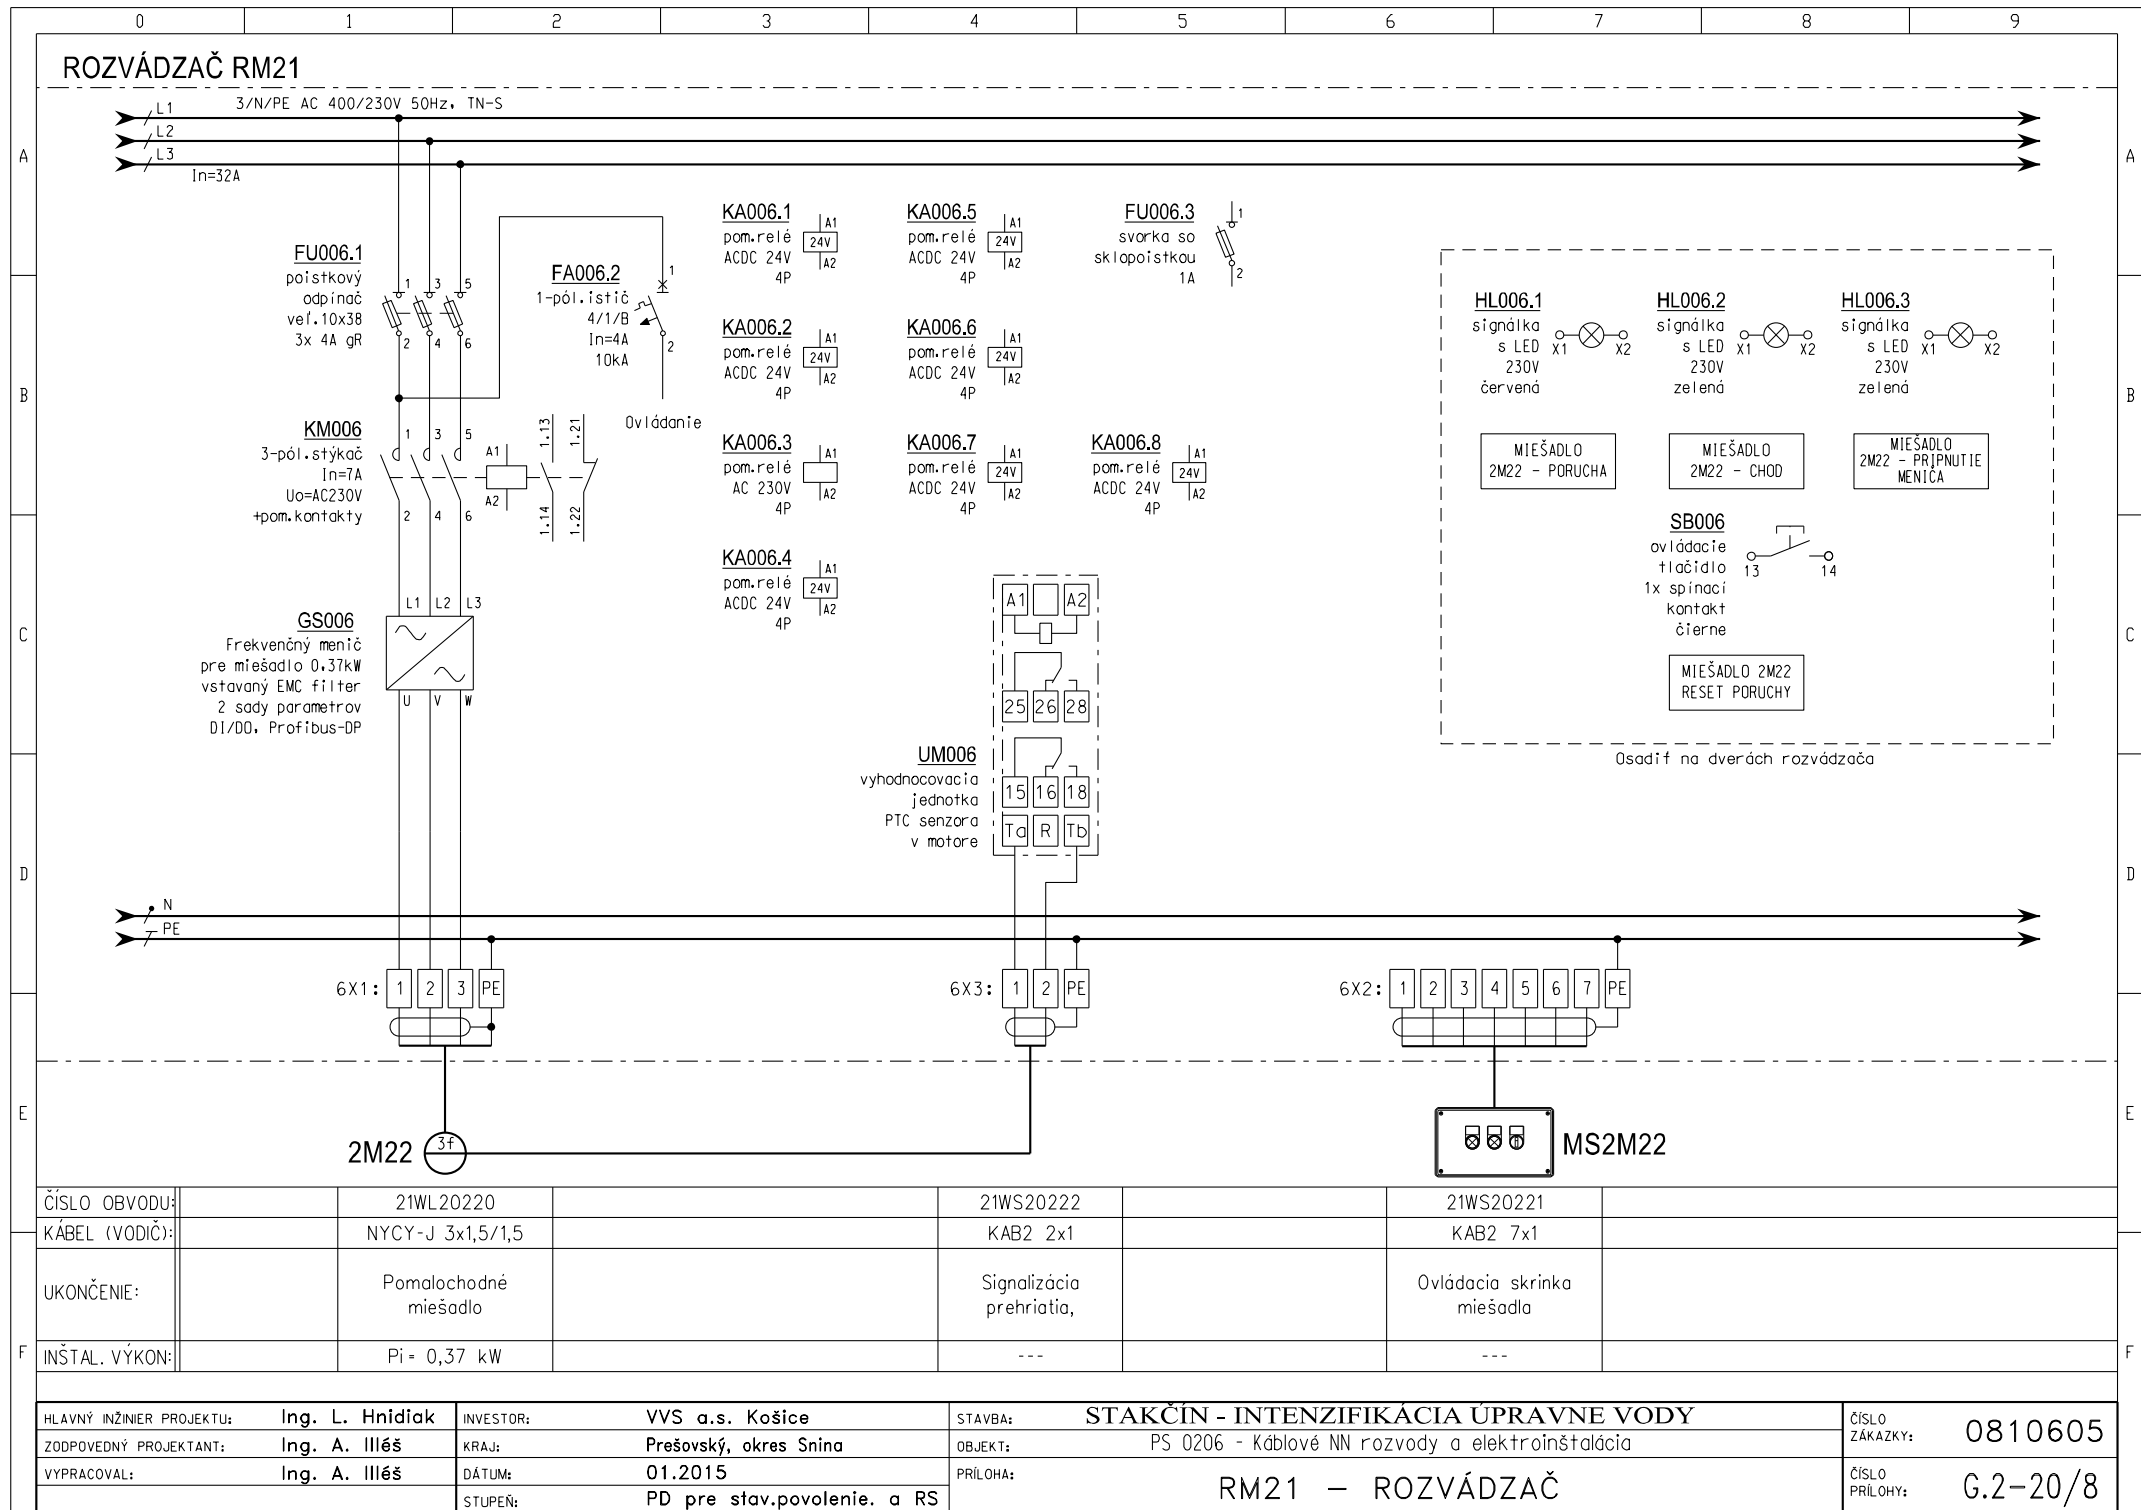 0 1 2 3 4 5 6 7 8 9
ROZVÁDZAČ RM21
L1 3/N/PE AC 400/230V 50Hz, TN-S
L2
L3
In=32A
A A
B B
C C
D D
E E
F F
FU006.1
poistkový
odpínač
veľ.10x38
3x 4A gR
1 3 5
2 4 6
FA006.2
1-pól.istič
4/1/B
In=4A
10kA
1
2
Ovládanie
KM006
3-pól.stýkač
In=7A
Uo=AC230V
+pom.kontakty
1 3 5
2 4 6
A1
A2
1.13 1.21
1.14 1.22
GS006
Frekvenčný menič
pre miešadlo 0.37kW
vstavaný EMC filter
2 sady parametrov
DI/DO, Profibus-DP
L1 L2 L3
U V W
KA006.1
pom.relé
ACDC 24V
4P
A1
24V
A2
KA006.2
pom.relé
ACDC 24V
4P
A1
24V
A2
KA006.3
pom.relé
AC 230V
4P
A1
A2
KA006.4
pom.relé
ACDC 24V
4P
A1
24V
A2
KA006.5
pom.relé
ACDC 24V
4P
A1
24V
A2
KA006.6
pom.relé
ACDC 24V
4P
A1
24V
A2
KA006.7
pom.relé
ACDC 24V
4P
A1
24V
A2
KA006.8
pom.relé
ACDC 24V
4P
A1
24V
A2
FU006.3
svorka so
sklopoistkou
1A
1
2
UM006
vyhodnocovacia
jednotka
PTC senzora
v motore
A1 A2
25 26 28
15 16 18
Ta R Tb
HL006.1
signálka
s LED
230V
červená
X1 X2
HL006.2
signálka
s LED
230V
zelená
X1 X2
HL006.3
signálka
s LED
230V
zelená
X1 X2
MIEŠADLO
2M22 - PORUCHA
MIEŠADLO
2M22 - CHOD
MIEŠADLO
2M22 - PRIPNUTIE
MENIČA
SB006
ovládacie
tlačidlo
1x spínací
kontakt
čierne
13 14
MIEŠADLO 2M22
RESET PORUCHY
Osadiť na dverách rozvádzača
N
PE
6X1: 1 2 3 PE
6X3: 1 2 PE
6X2: 1 2 3 4 5 6 7 PE
2M22 3f
MS2M22
ČÍSLO OBVODU: 21WL20220 21WS20222 21WS20221
KÁBEL (VODIČ): NYCY-J 3x1,5/1,5 KAB2 2x1 KAB2 7x1
UKONČENIE:
Pomalochodné
miešadlo
Signalizácia
prehriatia,
Ovládacia skrinka
miešadla
INŠTAL. VÝKON: Pi= 0,37 kW --- ---
HLAVNÝ INŽINIER PROJEKTU: Ing. L. Hnidiak
ZODPOVEDNÝ PROJEKTANT: Ing. A. Illéš
VYPRACOVAL: Ing. A. Illéš
INVESTOR: VVS a.s. Košice
KRAJ: Prešovský, okres Snina
DÁTUM: 01.2015
STUPEŇ: PD pre stav.povolenie. a RS
STAVBA: STAKČÍN - INTENZIFIKÁCIA ÚPRAVNE VODY
OBJEKT: PS 0206 - Káblové NN rozvody a elektroinštalácia
PRÍLOHA: RM21 – ROZVÁDZAČ
ČÍSLO
ZÁKAZKY: 0810605
ČÍSLO
PRÍLOHY: G.2-20/8